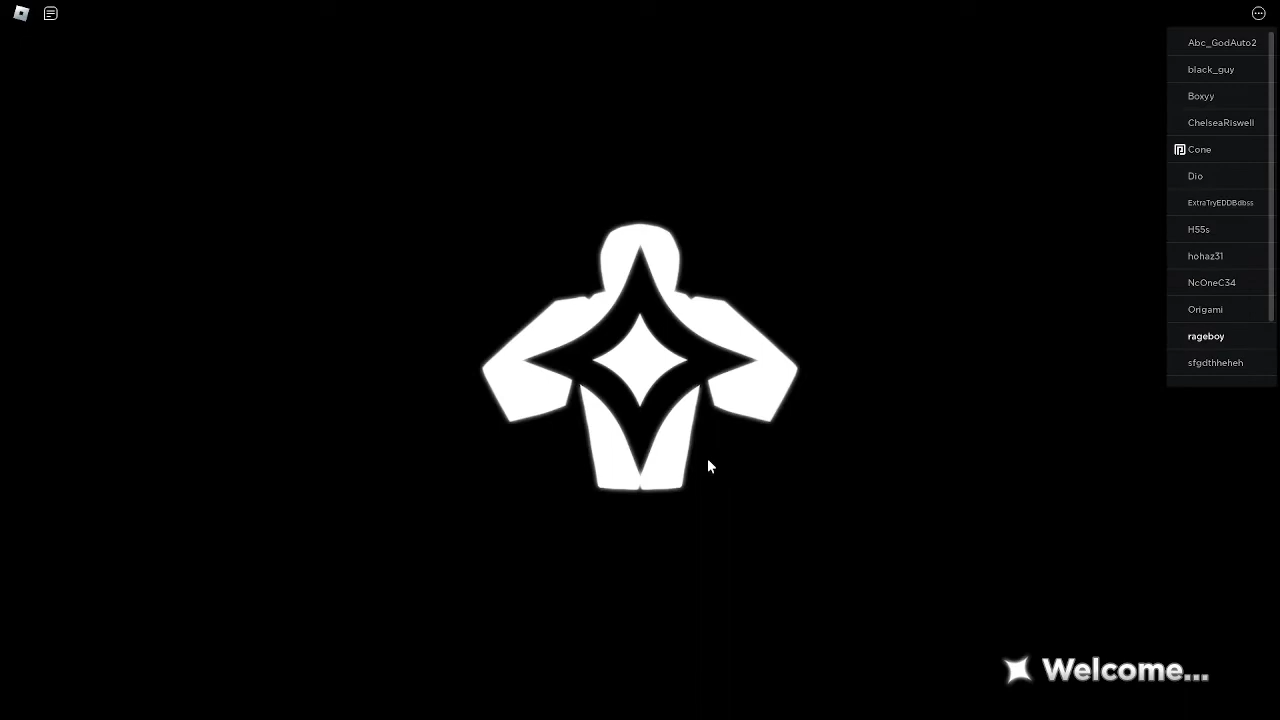 Abc_GodAuto2
black_guy
Boxyy
ChelseaRiswell
Cone
Dio
ExtraTryEDDBdbss
H55s
hohaz31
NcOneC34
Origami
rageboy
sfgdthheheh
Welcome...